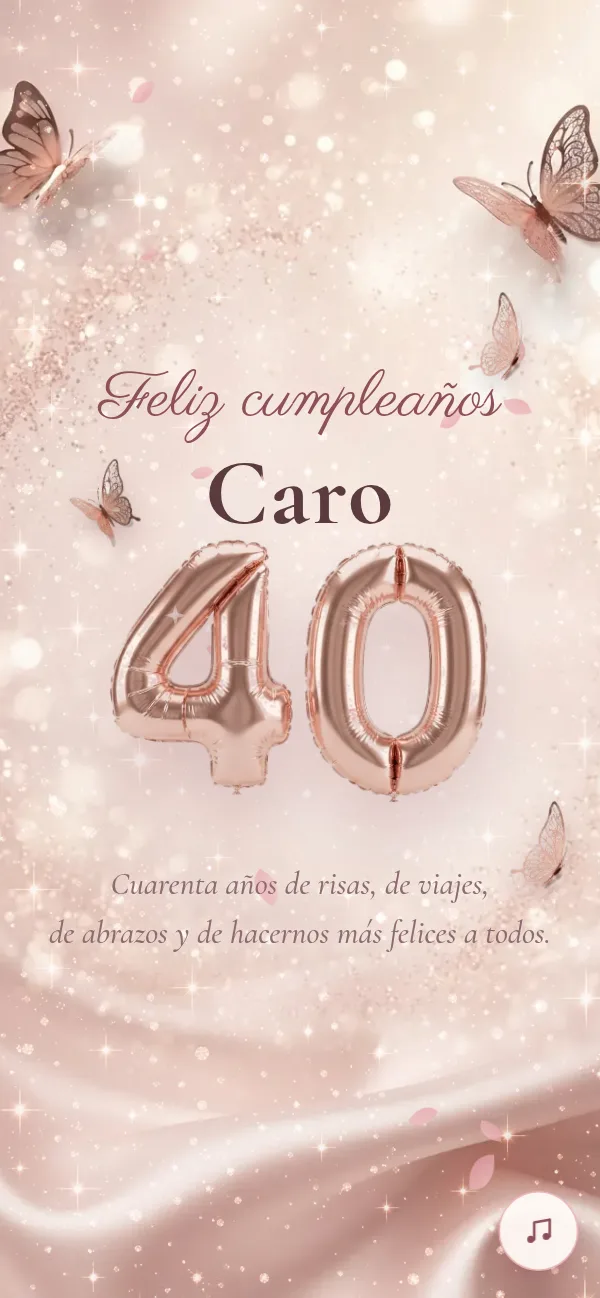 Feliz cumpleaños
Caro
40
Cuarenta años de risas, de viajes,
de abrazos y de hacernos más felices a todos.